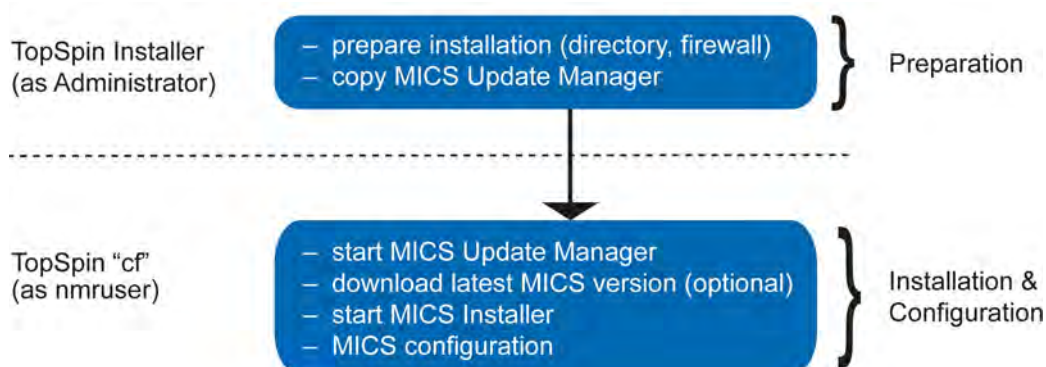 TopSpin Installer
(as Administrator)
– prepare installation (directory, firewall)
– copy MICS Update Manager
Preparation
TopSpin “cf”
(as nmruser)
– start MICS Update Manager
– download latest MICS version (optional)
– start MICS Installer
– MICS configuration
Installation &
Configuration